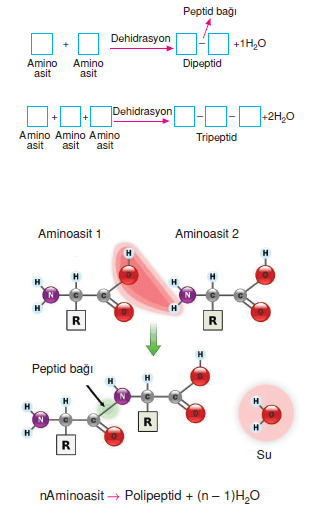 Peptid bağı
Dehidrasyon
+ – +1H₂O
Amino Amino Dipeptid
asit asit
Dehidrasyon
+ + – – +2H₂O
Amino Amino Amino Tripeptid
asit asit asit
Aminoasit 1 Aminoasit 2
H H
H H O H H O
N C C N C C
H O H O
R R
H
Peptid bağı H H O
N C C
H H O H
N C C O
H O R H
R Su
nAminoasit → Polipeptid + (n – 1)H₂O